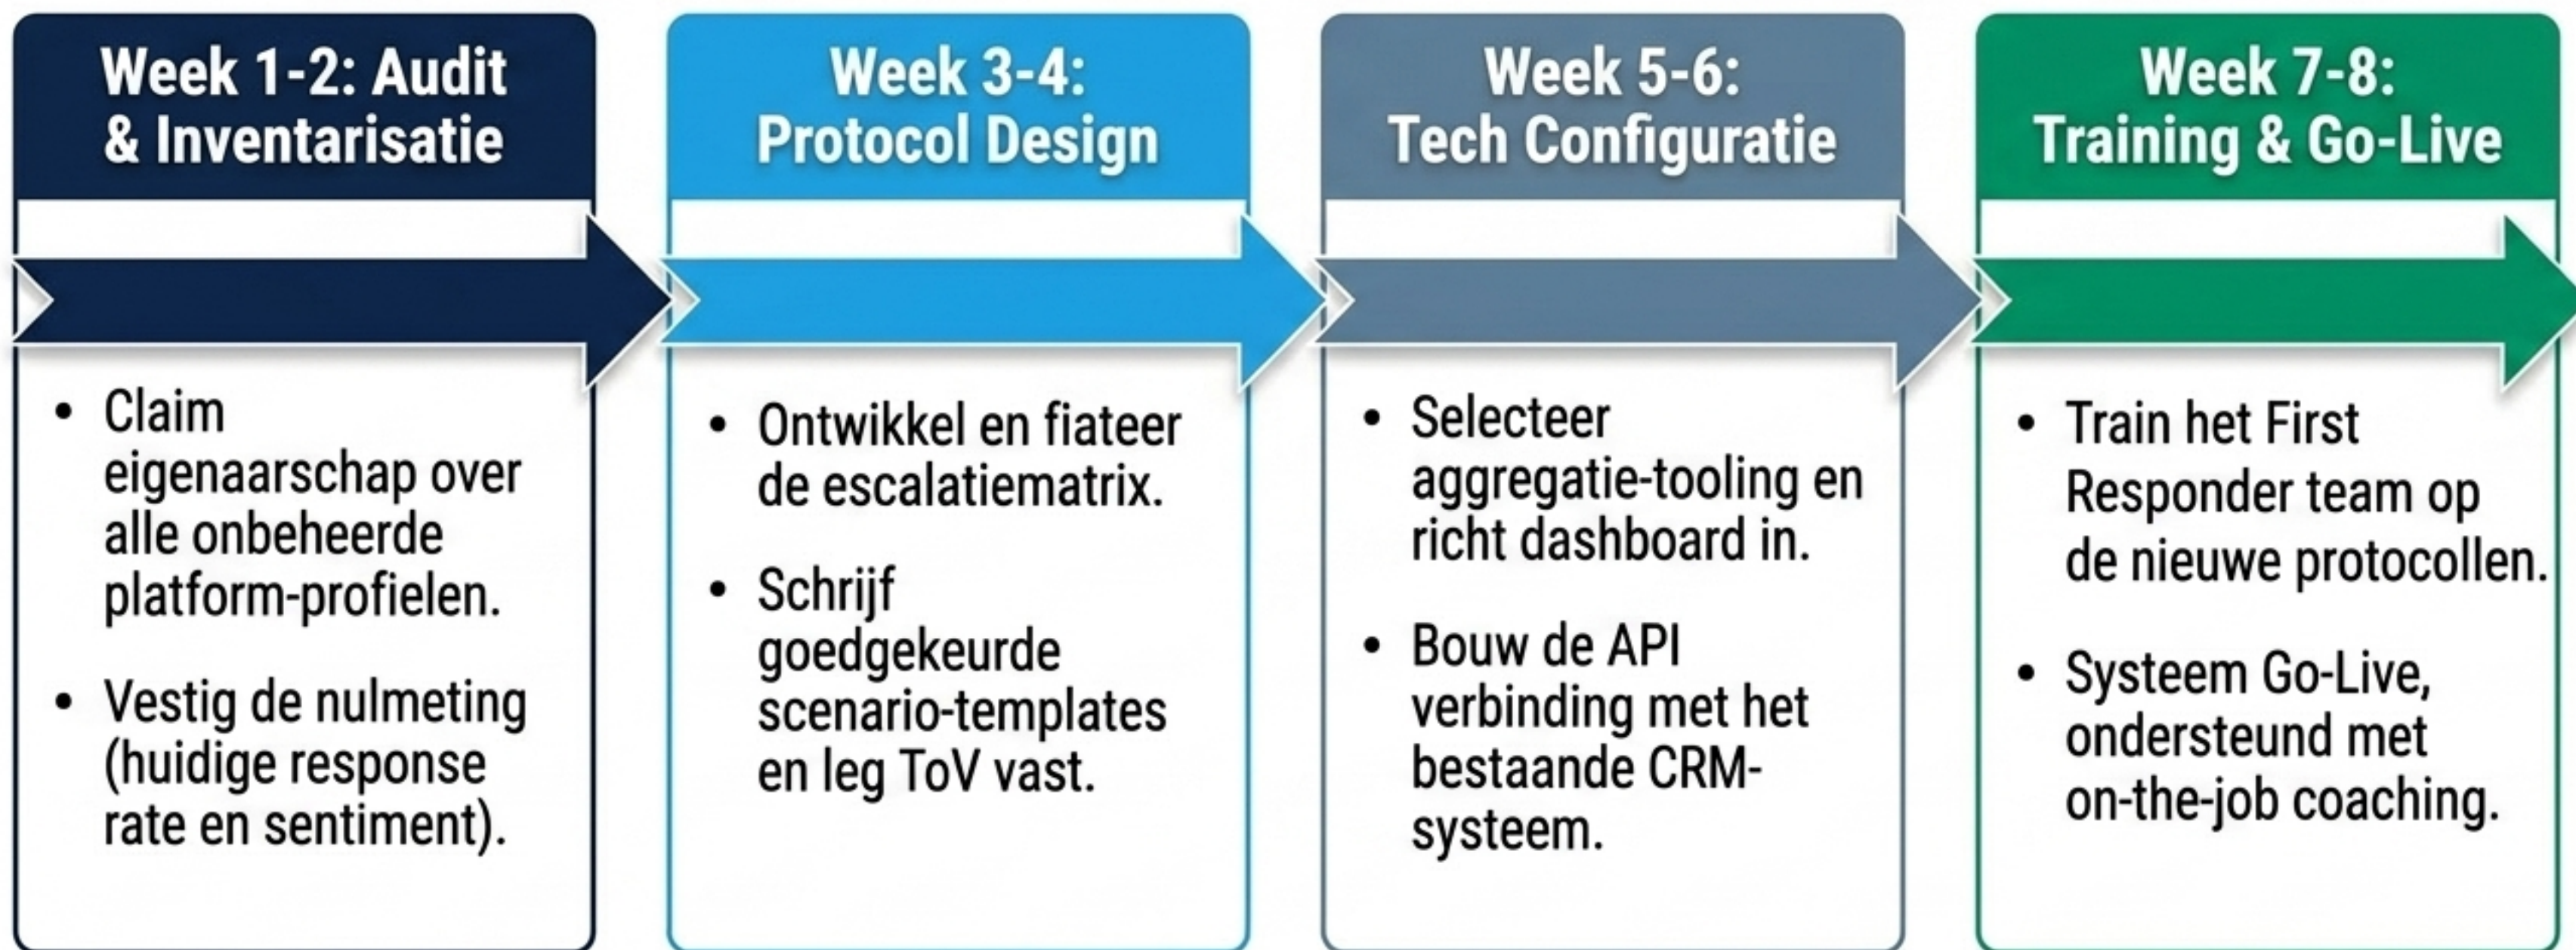 Week 1-2: Audit
& Inventarisatie
• Claim
eigenaarschap over
alle onbeheerde
platform-profielen.
• Vestig de nulmeting
(huidige response
rate en sentiment).
Week 3-4:
Protocol Design
• Ontwikkel en fiateer
de escalatiematrix.
• Schrijf
goedgekeurde
scenario-templates
en leg ToV vast.
Week 5-6:
Tech Configuratie
• Selecteer
aggregatie-tooling en
richt dashboard in.
• Bouw de API
verbinding met het
bestaande CRM-
systeem.
Week 7-8:
Training & Go-Live
• Train het First
Responder team op
de nieuwe protocollen.
• Systeem Go-Live,
ondersteund met
on-the-job coaching.